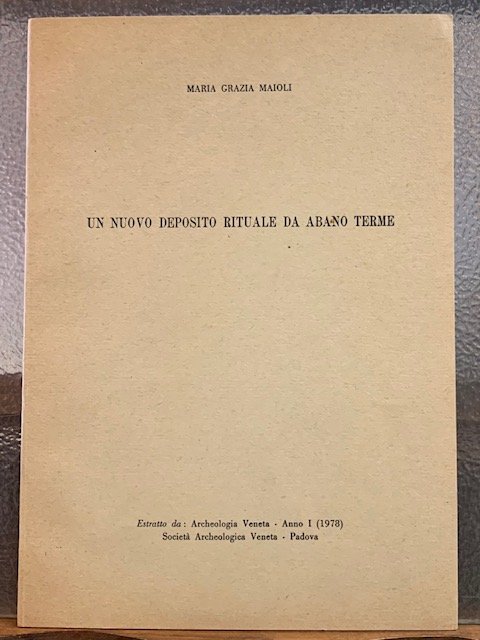 MARIA GRAZIA MAIOLI
UN NUOVO DEPOSITO RITUALE DA ABANO TERME
Estratto da: Archeologia Veneta - Anno I (1978)
Società Archeologica Veneta - Padova